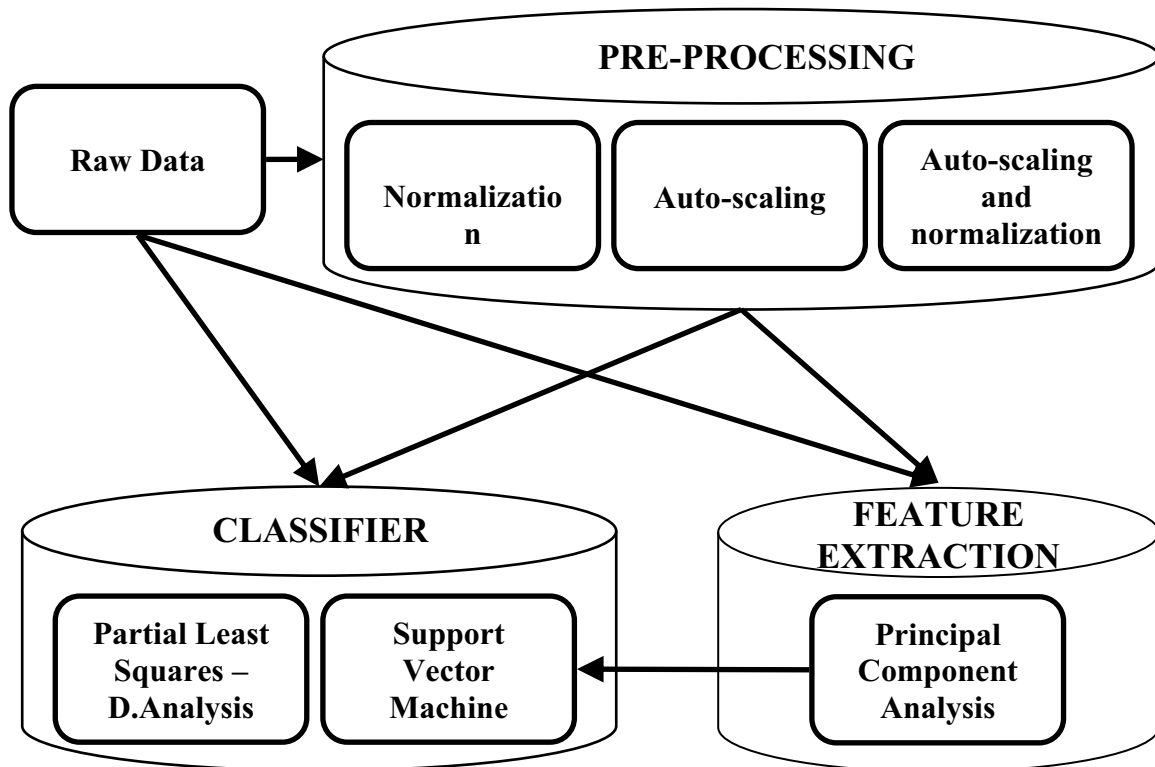 PRE-PROCESSING
Raw Data
Normalizatio
n
Auto-scaling
Auto-scaling
and
normalization
CLASSIFIER
FEATURE
EXTRACTION
Partial Least
Squares –
D.Analysis
Support
Vector
Machine
Principal
Component
Analysis